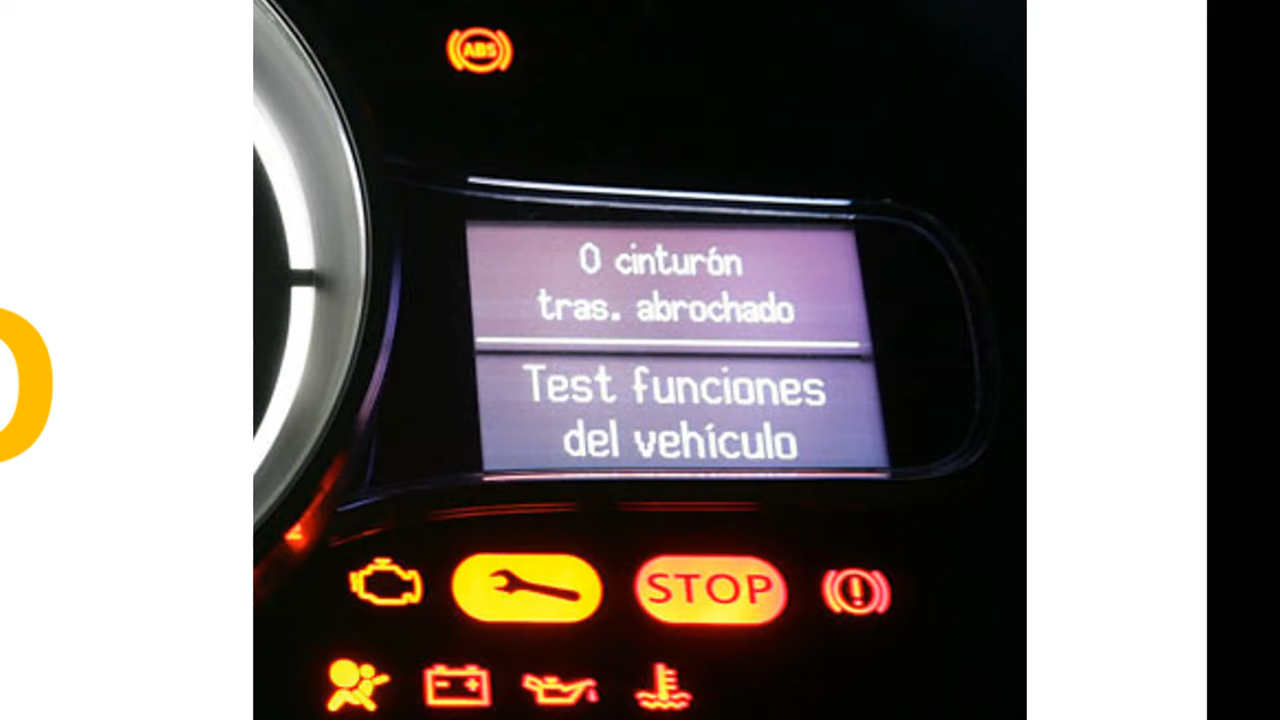 ABS
0 cinturón
tras. abrochado
Test funciones
del vehículo
STOP